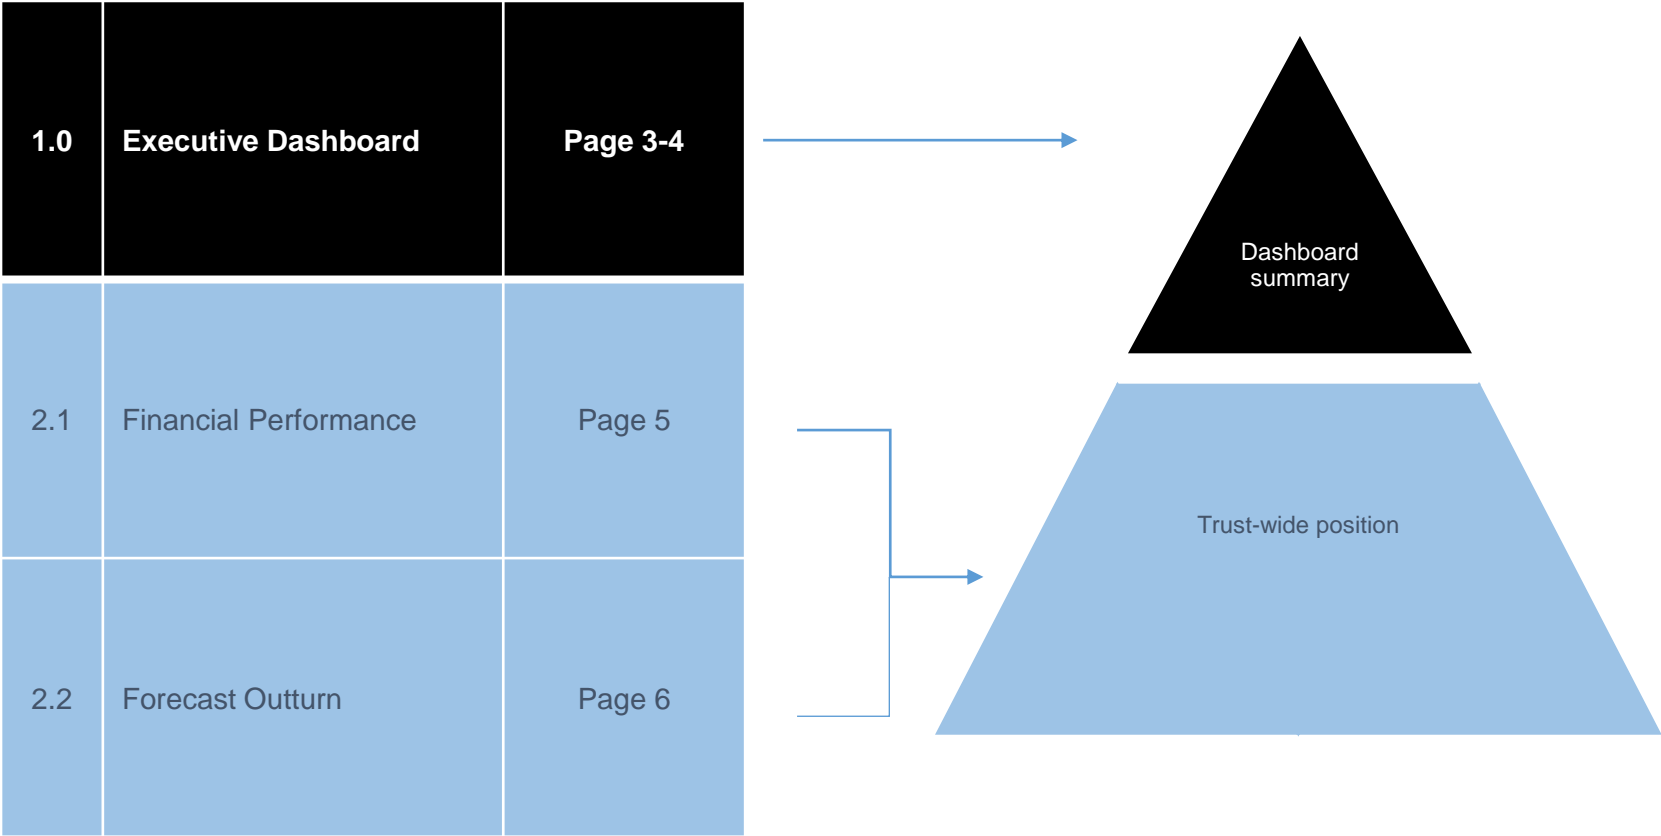 1.0 Executive Dashboard Page 3-4
Dashboard
summary
2.1 Financial Performance Page 5
Trust-wide position
2.2 Forecast Outturn Page 6